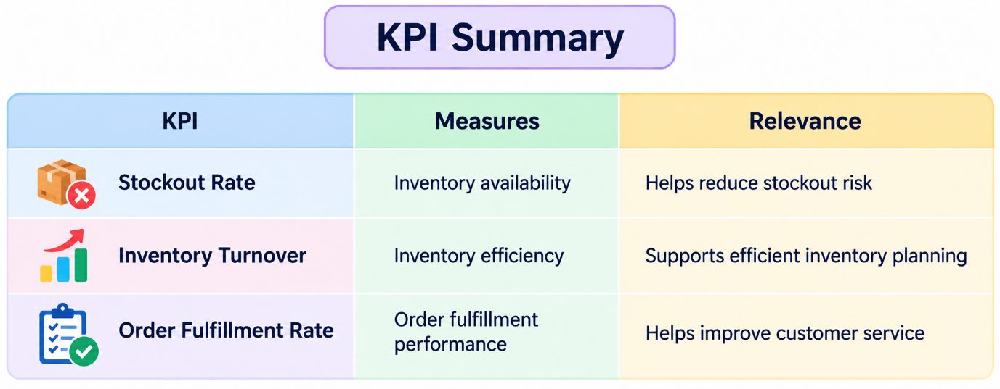 KPI Summary
KPI
Measures
Relevance
Stockout Rate
Inventory availability
Helps reduce stockout risk
Inventory Turnover
Inventory efficiency
Supports efficient inventory planning
Order Fulfillment Rate
Order fulfillment
performance
Helps improve customer service